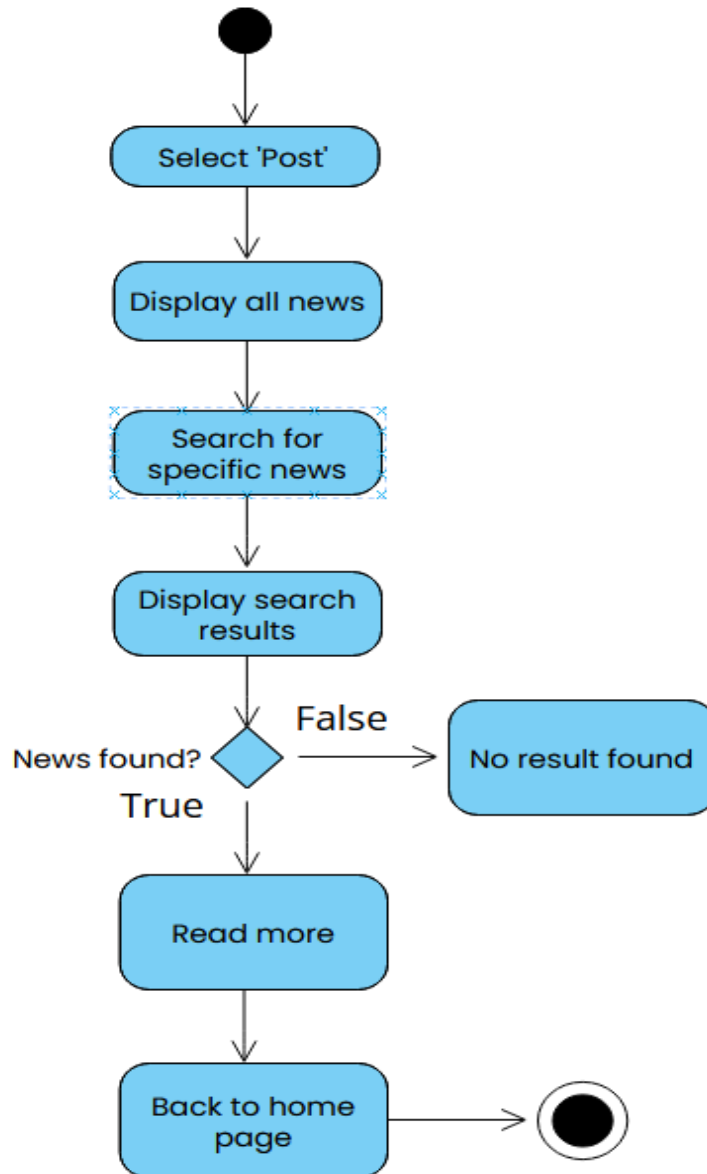 Select 'Post'
Display all news
Search for
specific news
Display search
results
False
News found?
No result found
True
Read more
Back to home
page